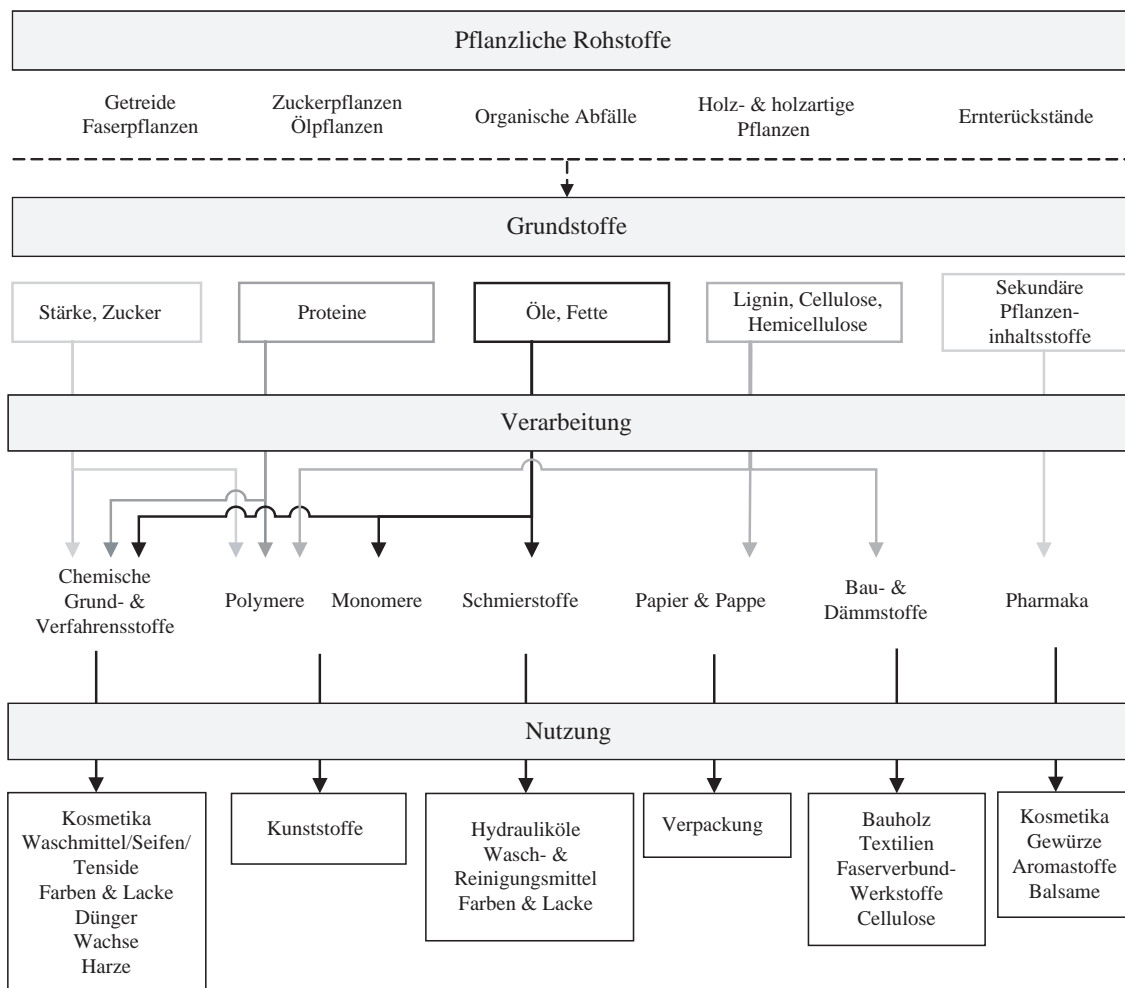 Pflanzliche Rohstoffe
Getreide
Faserpflanzen
Zuckerpflanzen
Ölpflanzen
Organische Abfälle
Holz- & holzartige
Pflanzen
Ernterückstände
Grundstoffe
Stärke, Zucker
Proteine
Öle, Fette
Lignin, Cellulose,
Hemicellulose
Sekundäre
Pflanzen-
inhaltsstoffe
Verarbeitung
Chemische
Grund- &
Verfahrensstoffe
Polymere
Monomere
Schmierstoffe
Papier & Pappe
Bau- &
Dämmstoffe
Pharmaka
Nutzung
Kosmetika
Waschmittel/Seifen/
Tenside
Farben & Lacke
Dünger
Wachse
Harze
Kunststoffe
Hydrauliköle
Wasch- &
Reinigungsmittel
Farben & Lacke
Verpackung
Bauholz
Textilien
Faserverbund-
Werkstoffe
Cellulose
Kosmetika
Gewürze
Aromastoffe
Balsame